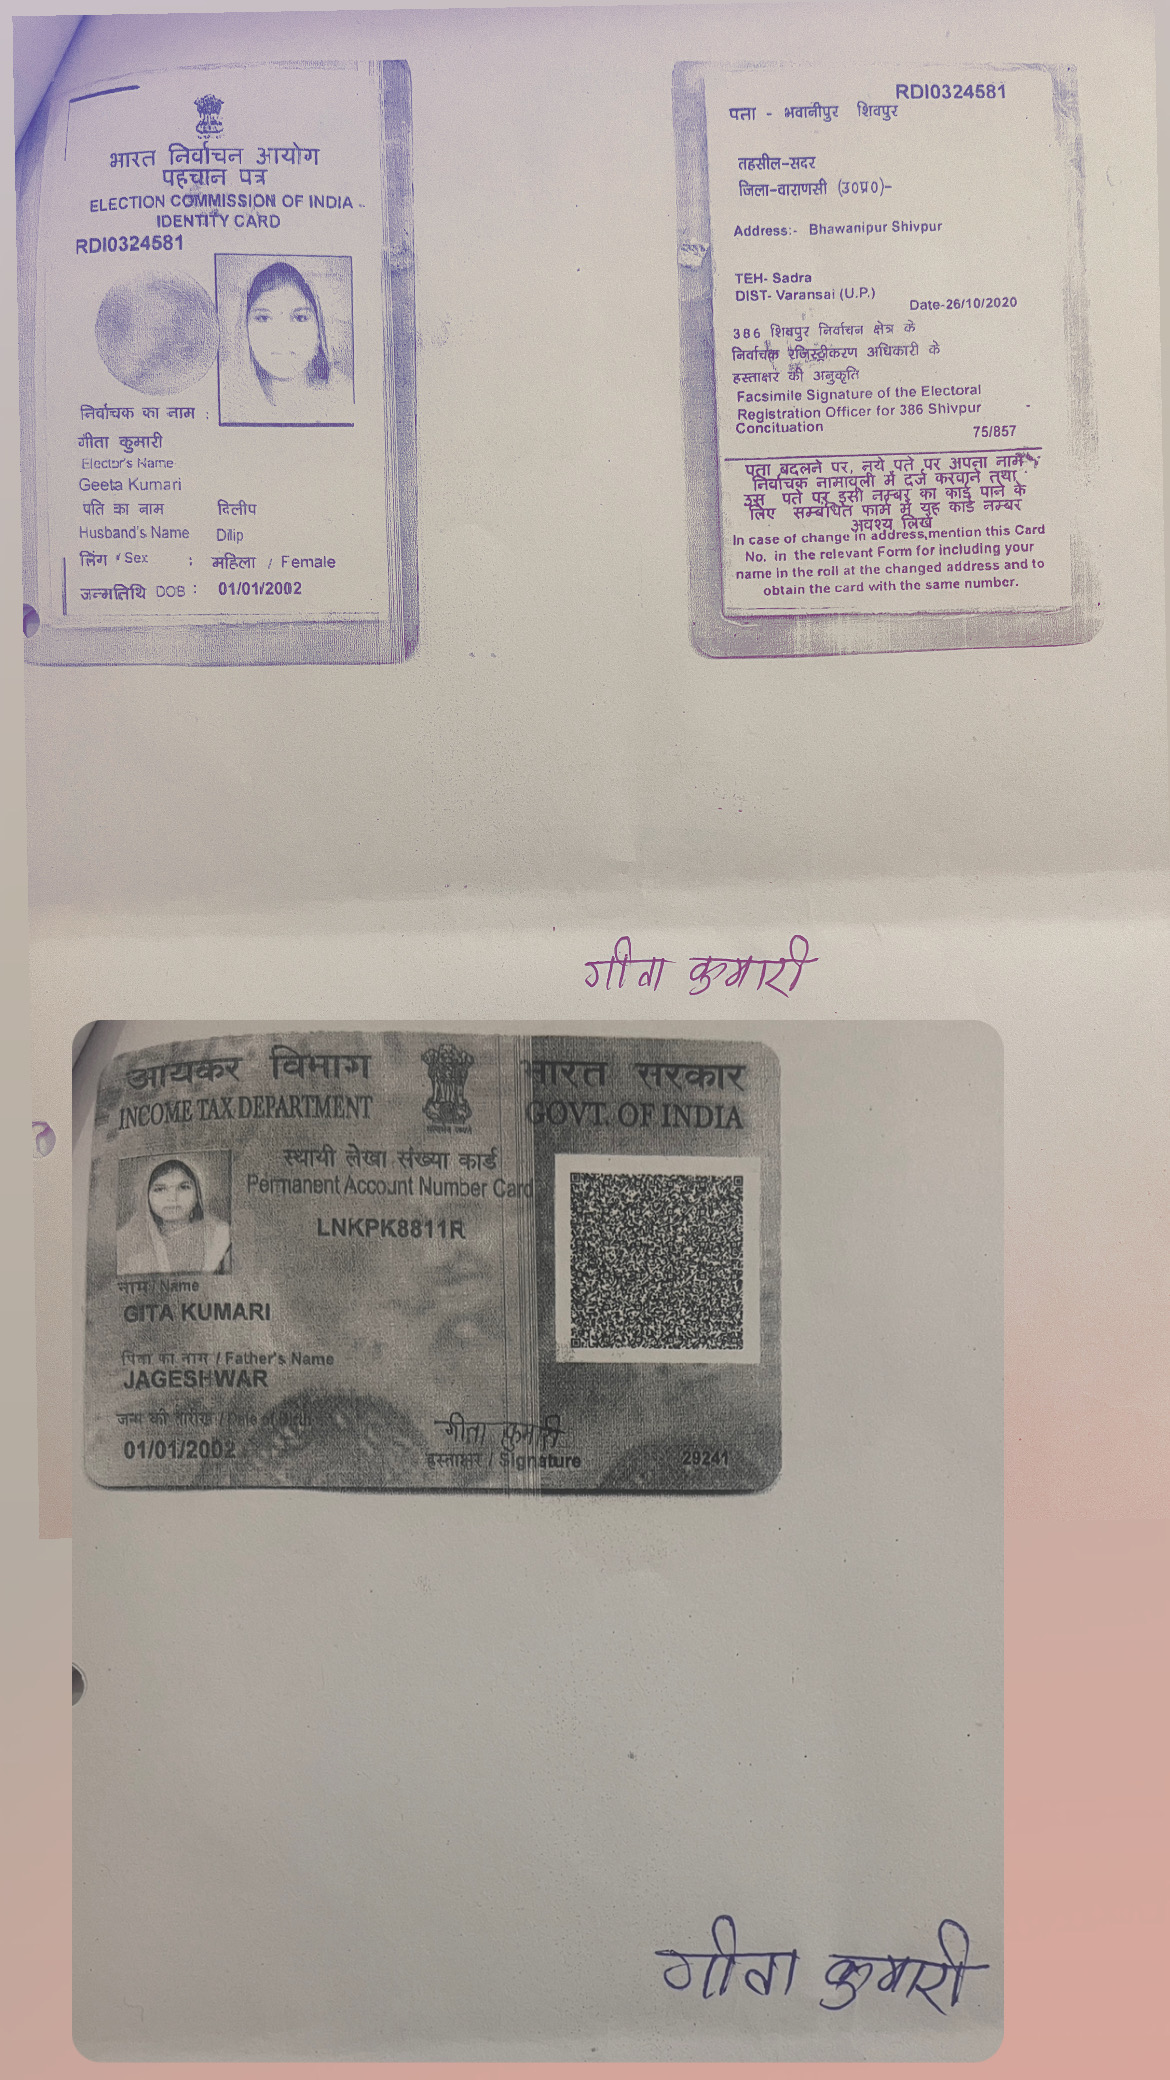 भारत निर्वाचन आयोग
पहचान पत्र
ELECTION COMMISSION OF INDIA
IDENTITY CARD
RDI0324581
निर्वाचक का नाम :
गीता कुमारी
Elector's Name
Geeta Kumari
पति का नाम दिलीप
Husband's Name Dilip
लिंग / Sex : महिला / Female
जन्मतिथि DOB : 01/01/2002
RDI0324581
पता - भवानीपुर शिवपुर
तहसील-सदर
जिला-वाराणसी (उ0प्र0)-
Address:- Bhawanipur Shivpur
TEH- Sadra
DIST- Varansai (U.P.)
Date-26/10/2020
386 शिवपुर निर्वाचन क्षेत्र के
निर्वाचक रजिस्ट्रीकरण अधिकारी के
हस्ताक्षर की अनुकृति
Facsimile Signature of the Electoral
Registration Officer for 386 Shivpur
Concituation 75/857
पता बदलने पर, नये पते पर अपना नाम
निर्वाचक नामावली में दर्ज करवाने तथा
उस पते पर इसी नम्बर का कार्ड पाने के
लिए सम्बंधित फार्म में यह कार्ड नम्बर
अवश्य लिखें
In case of change in address,mention this Card
No. in the relevant Form for including your
name in the roll at the changed address and to
obtain the card with the same number.
गीता कुमारी
आयकर विभाग भारत सरकार
INCOME TAX DEPARTMENT GOVT. OF INDIA
स्थायी लेखा संख्या कार्ड
Permanent Account Number Card
LNKPK8811R
नाम / Name
GITA KUMARI
पिता का नाम / Father's Name
JAGESHWAR
जन्म की तारीख / Date of Birth
01/01/2002
गीता कुमारी
हस्ताक्षर / Signature
29241
गीता कुमारी